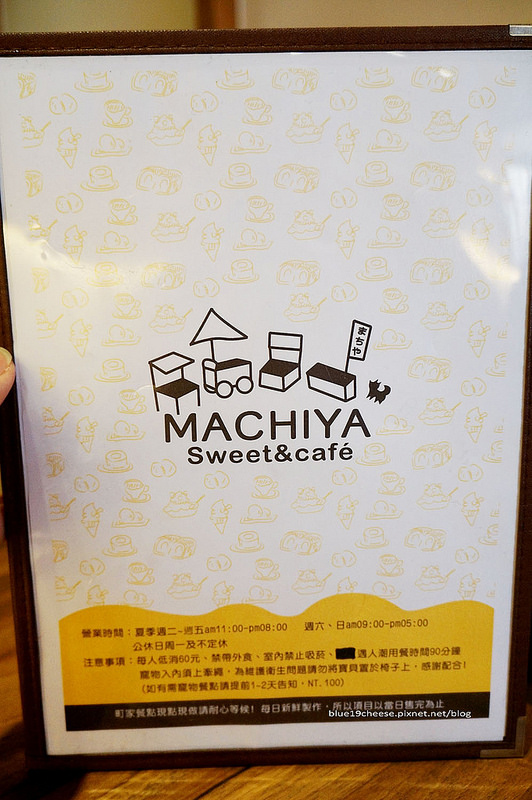 まちや
MACHIYA
Sweet&café
營業時間：夏季週二-週五am11:00-pm08:00 週六、日am09:00-pm05:00
公休日周一及不定休
注意事項：每人低消60元、禁帶外食、室內禁止吸菸、遇人潮用餐時間90分鐘
寵物入內須上牽繩，為維護衛生問題請勿將寶貝置於椅子上，感謝配合!
(如有需寵物餐點請提前1~2天告知，NT.100)
町家餐點現點現做請耐心等候! 每日新鮮製作，所以項目以當日售完為止
blue19cheese.pixnet.net/blog